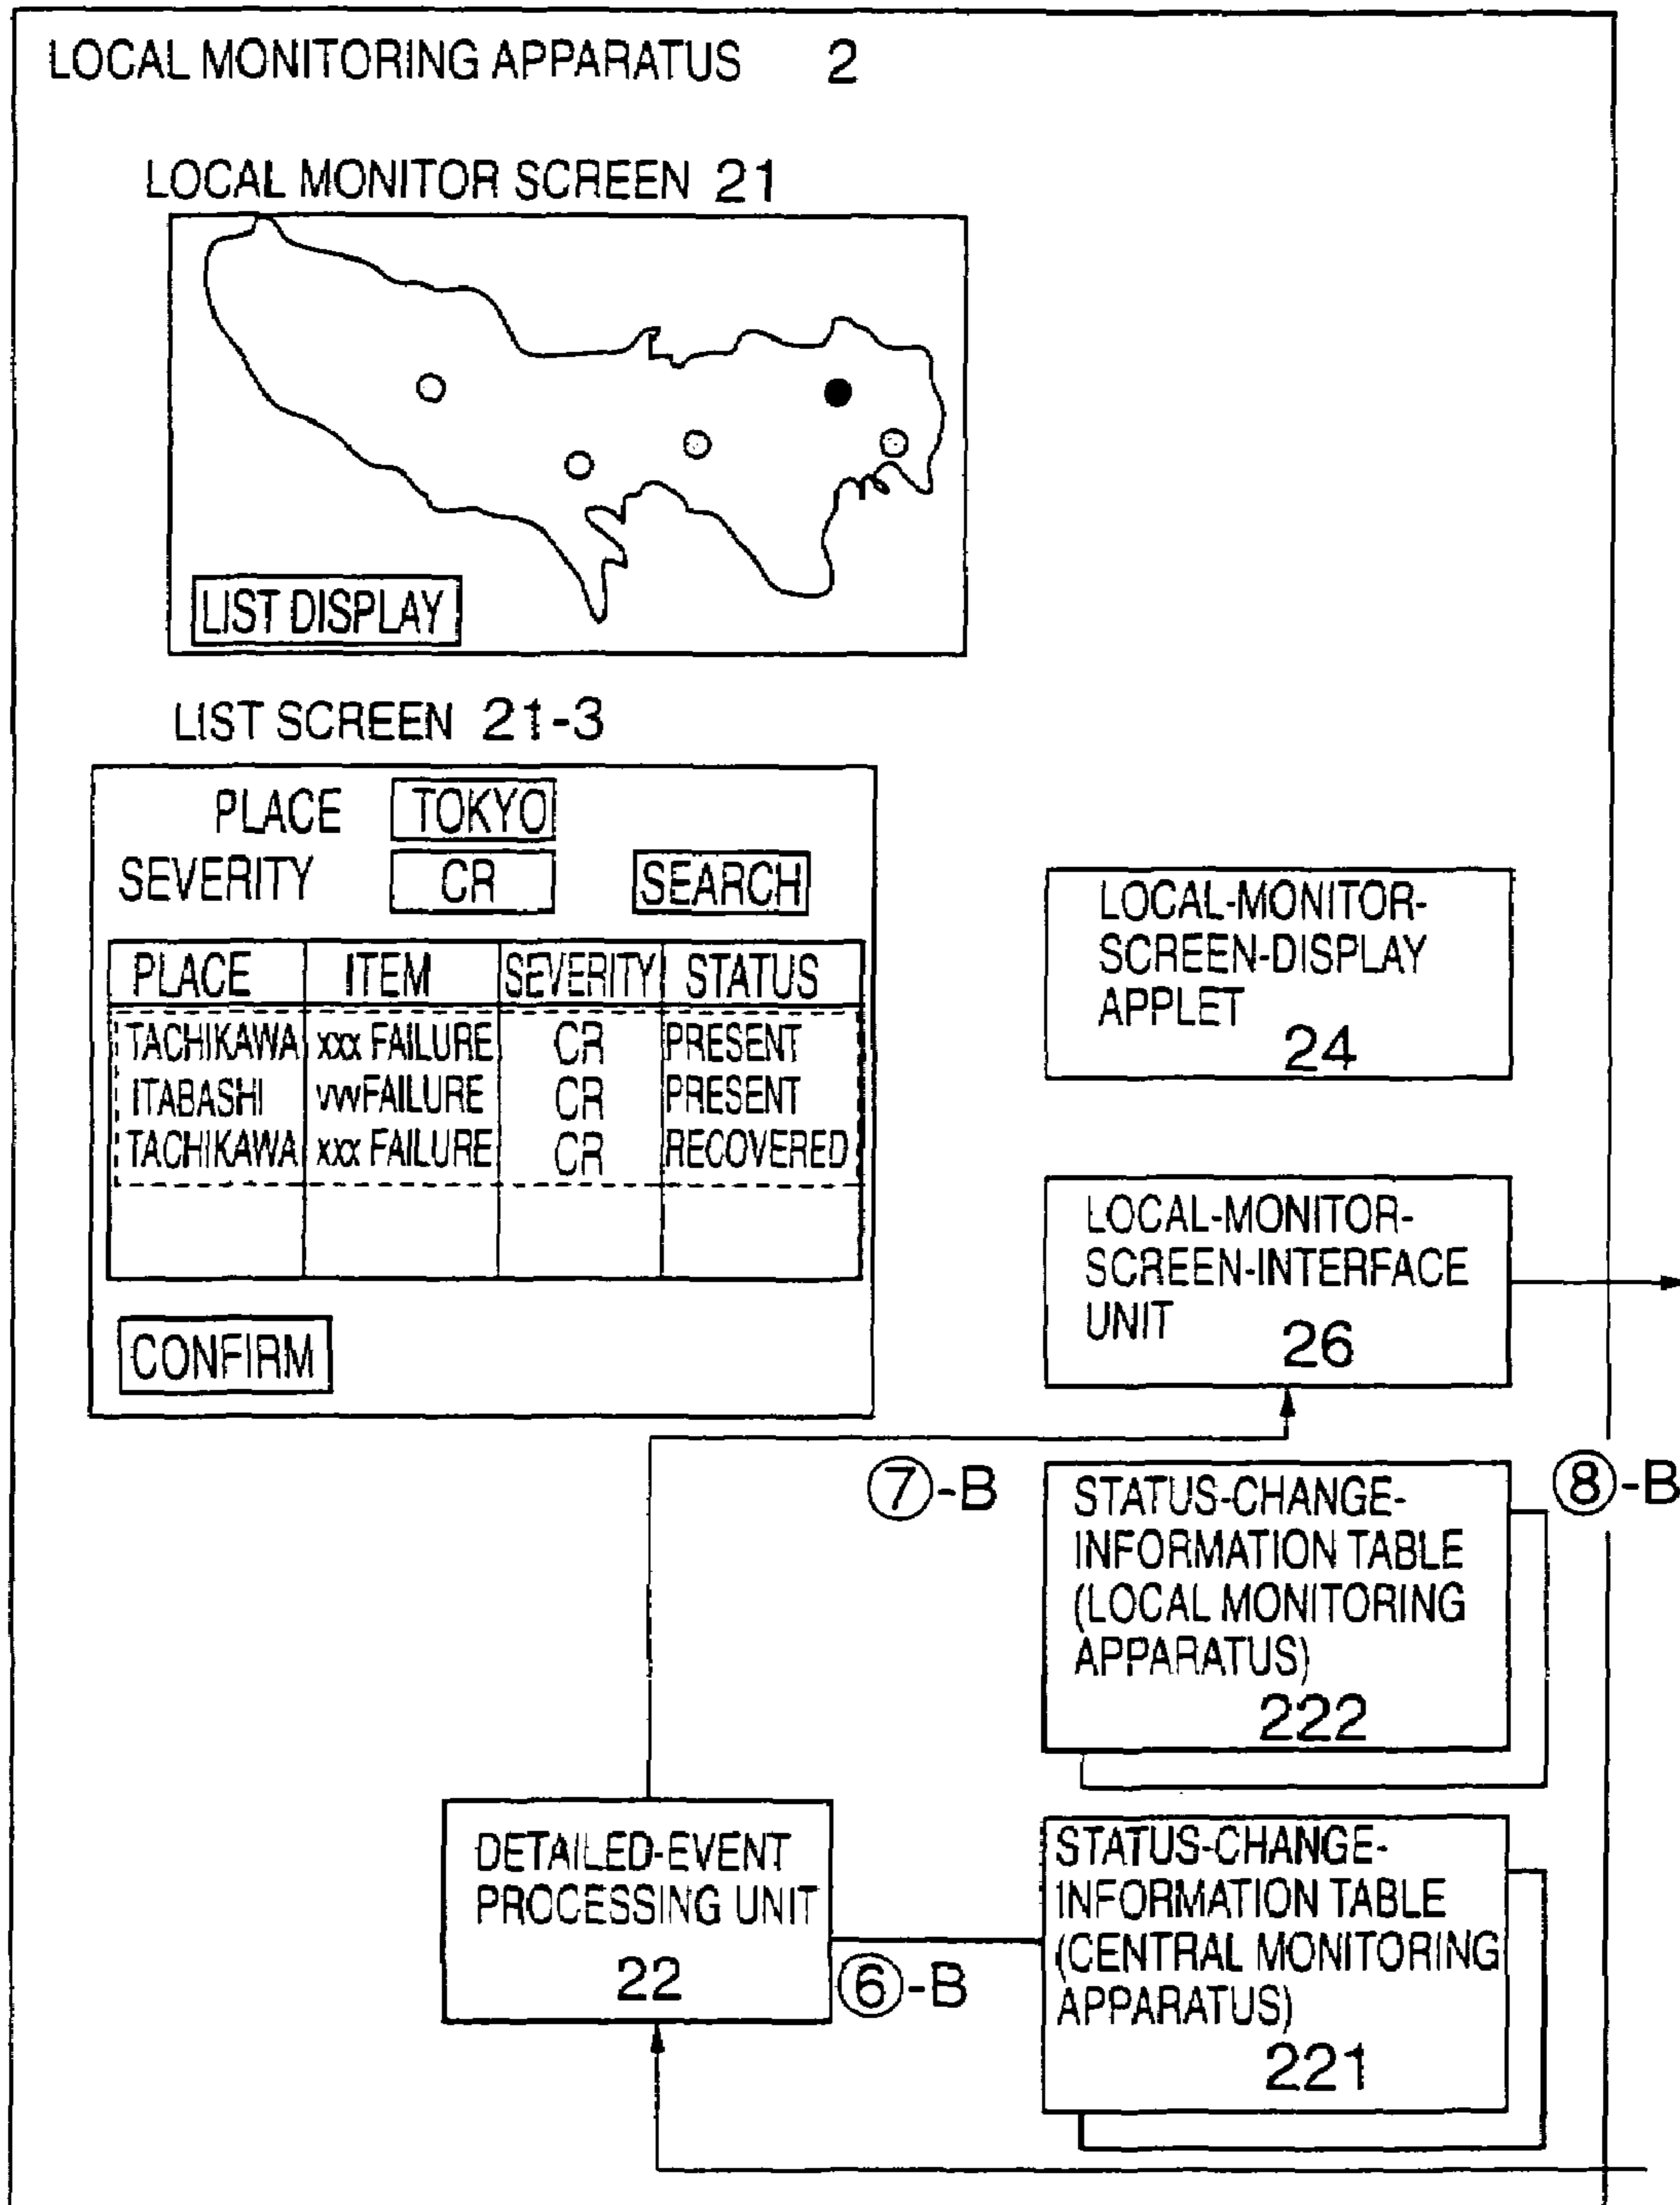 LOCAL MONITORING APPARATUS 2
LOCAL MONITOR SCREEN 21
LIST DISPLAY
LIST SCREEN 21-3
PLACE TOKYO
SEVERITY CR SEARCH
PLACE ITEM SEVERITY STATUS
TACHIKAWA xxx FAILURE CR PRESENT
ITABASHI vvvFAILURE CR PRESENT
TACHIKAWA xxx FAILURE CR RECOVERED
CONFIRM
LOCAL-MONITOR-
SCREEN-DISPLAY
APPLET
24
LOCAL-MONITOR-
SCREEN-INTERFACE
UNIT
26
⑦-B
⑧-B
STATUS-CHANGE-
INFORMATION TABLE
(LOCAL MONITORING
APPARATUS)
222
DETAILED-EVENT
PROCESSING UNIT
22
⑥-B
STATUS-CHANGE-
INFORMATION TABLE
(CENTRAL MONITORING
APPARATUS)
221